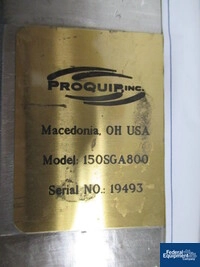 PROQUIP INC.
Macedonia, OH USA
Model: 150SGA800
Serial NO.: 19493
Federal Equipment Company